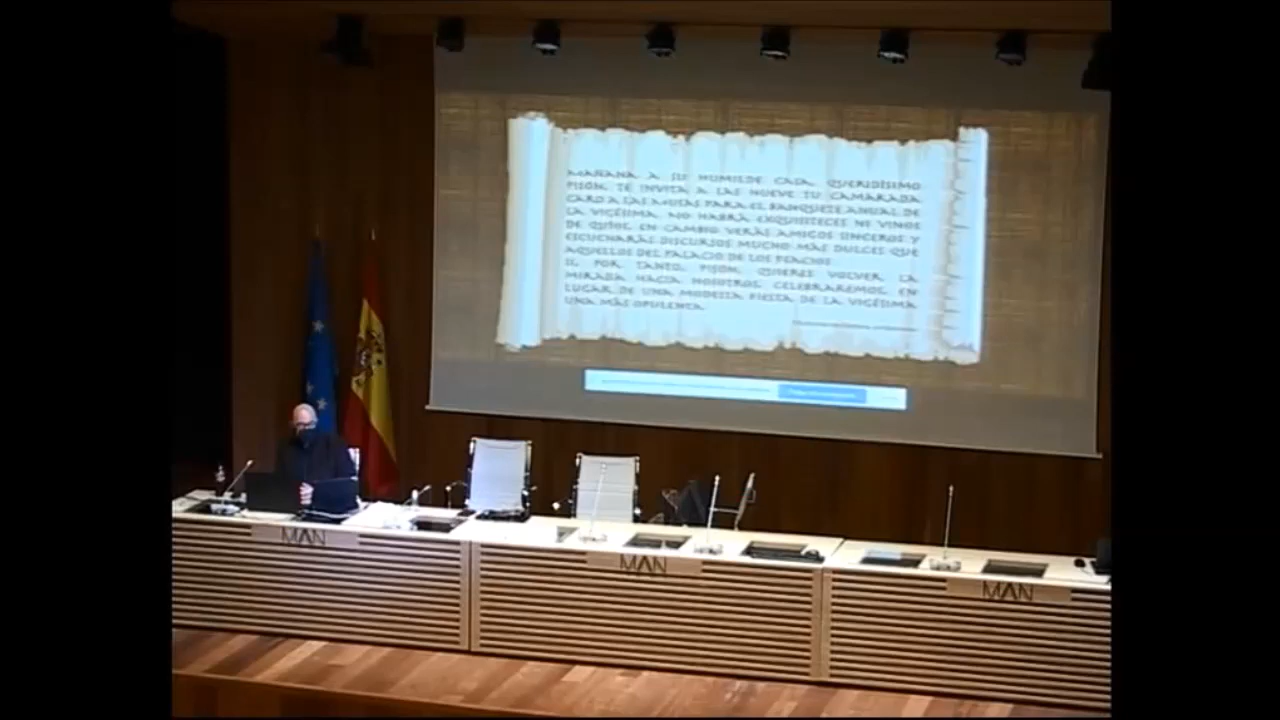 MAÑANA A SU HUMILDE CASA, QUERIDÍSIMO
PISÓN, TE INVITA A LAS NUEVE TU CAMARADA
CARO A LAS MUSAS PARA EL BANQUETE ANUAL DE
LA VIGÉSIMA. NO HABRÁ EXQUISITECES NI VINOS
DE QUÍOS, EN CAMBIO VERÁS AMIGOS SINCEROS Y
ESCUCHARÁS DISCURSOS MUCHO MÁS DULCES QUE
AQUELLOS DEL PALACIO DE LOS FEACIOS
SI, POR TANTO, PISÓN, QUIERES VOLVER LA
MIRADA HACIA NOSOTROS, CELEBRAREMOS, EN
LUGAR DE UNA MODESTA FIESTA DE LA VIGÉSIMA
UNA MÁS OPULENTA.
MAN
MAN
MAN